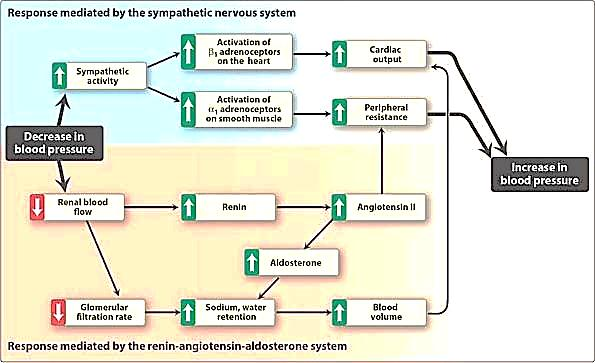 Response mediated by the sympathetic nervous system
Activation of
β1 adrenoceptors
on the heart
Cardiac
output
Sympathetic
activity
Activation of
α1 adrenoceptors
on smooth muscle
Peripheral
resistance
Decrease in
blood pressure
Increase in
blood pressure
Renal blood
flow
Renin
Angiotensin II
Aldosterone
Glomerular
filtration rate
Sodium, water
retention
Blood
volume
Response mediated by the renin-angiotensin-aldosterone system